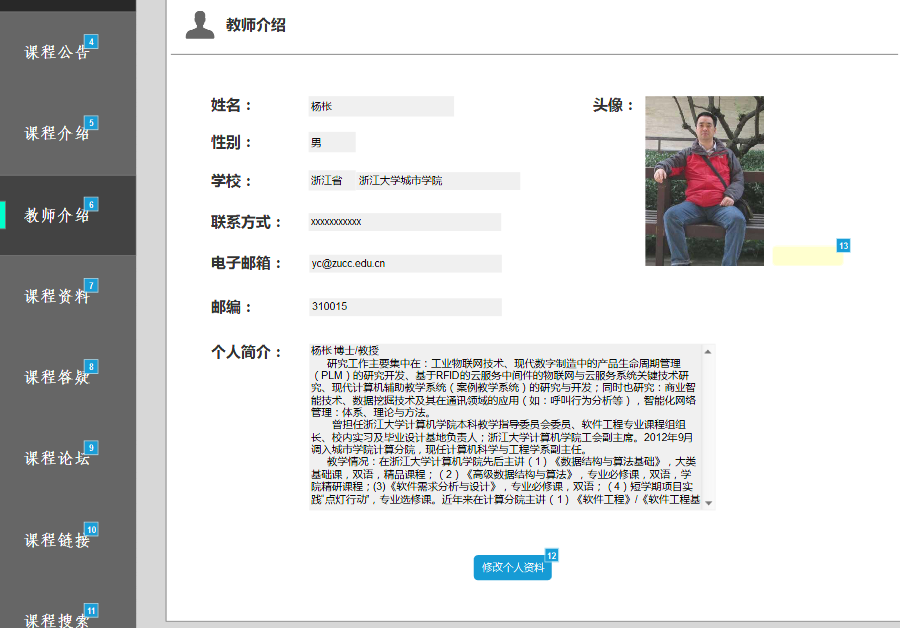 课程公告
4
课程介绍
5
教师介绍
6
课程资料
7
课程答疑
8
课程论坛
9
课程链接
10
课程搜索
11
教师介绍
姓名：
杨枨
头像：
性别：
男
学校：
浙江省 浙江大学城市学院
联系方式：
xxxxxxxxxxx
13
电子邮箱：
yc@zucc.edu.cn
邮编：
310015
个人简介：
杨枨 博士/教授
研究工作主要集中在：工业物联网技术、现代数字制造中的产品生命周期管理
（PLM）的研究开发、基于RFID的云服务中间件的物联网与云服务系统关键技术研
究、现代计算机辅助教学系统（案例教学系统）的研究与开发；同时也研究：商业智
能技术、数据挖掘技术及其在通讯领域的应用（如：呼叫行为分析等），智能化网络
管理：体系、理论与方法。
曾担任浙江大学计算机学院本科教学指导委员会委员、软件工程专业课程组组
长、校内实习及毕业设计基地负责人；浙江大学计算机学院工会副主席。2012年9月
调入城市学院计算分院，现任计算机科学与工程学系副主任。
教学情况：在浙江大学计算机学院先后主讲（1）《数据结构与算法基础》，大类
基础课，双语，精品课程；（2）《高级数据结构与算法》，专业必修课，双语，学
院精研课程；(3)《软件需求分析与设计》，专业必修课，双语；（4）短学期项目实
践“点灯行动”，专业选修课。近年来在计算分院主讲（1）《软件工程》/《软件工程基
修改个人资料
12